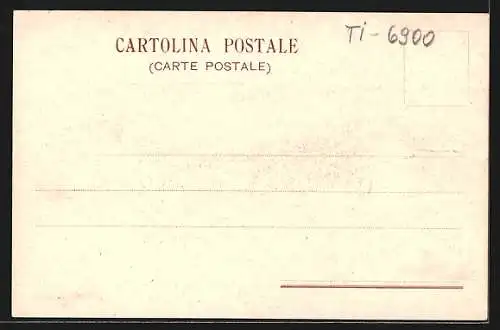 TI-6900
CARTOLINA POSTALE
(CARTE POSTALE)